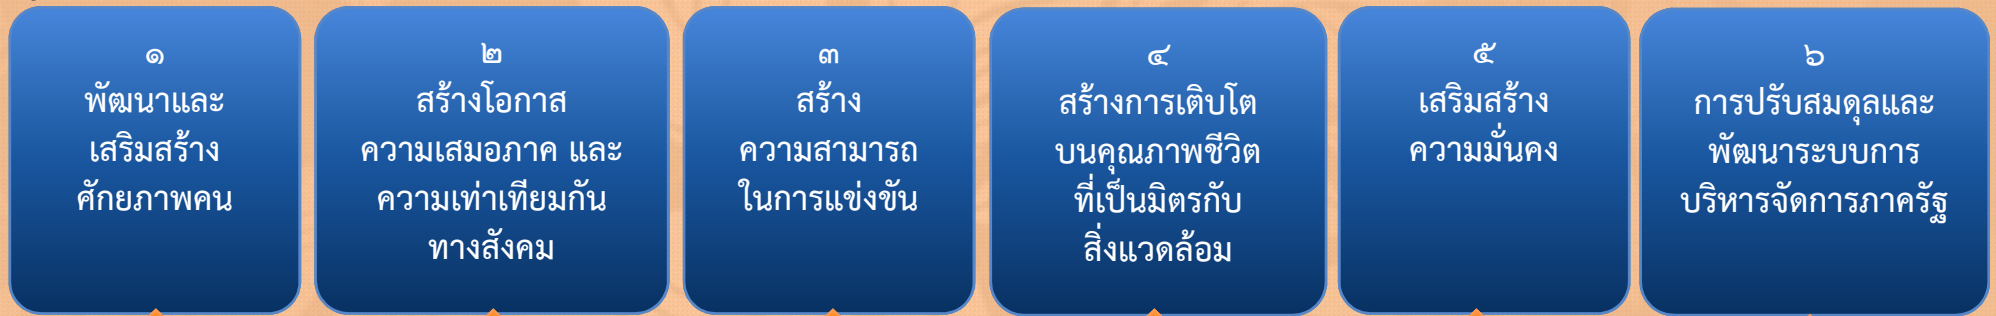 ๑
พัฒนาและ
เสริมสร้าง
ศักยภาพคน
๒
สร้างโอกาส
ความเสมอภาค และ
ความเท่าเทียมกัน
ทางสังคม
๓
สร้าง
ความสามารถ
ในการแข่งขัน
๔
สร้างการเติบโต
บนคุณภาพชีวิต
ที่เป็นมิตรกับ
สิ่งแวดล้อม
๕
เสริมสร้าง
ความมั่นคง
๖
การปรับสมดุลและ
พัฒนาระบบการ
บริหารจัดการภาครัฐ